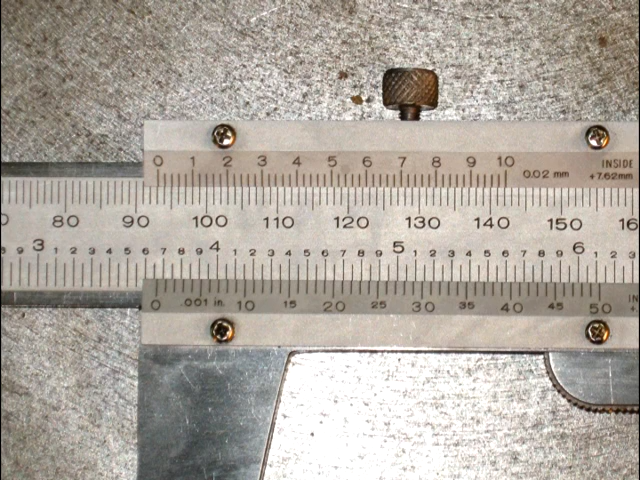 0 1 2 3 4 5 6 7 8 9 10 0.02 mm INSIDE
+7.62mm
0 80 90 100 110 120 130 140 150 16
9 3 1 2 3 4 5 6 7 8 9 4 1 2 3 4 5 6 7 8 9 5 1 2 3 4 5 6 7 8 9 6 1 2 3
0 .001 in. 10 15 20 25 30 35 40 45 50 IN